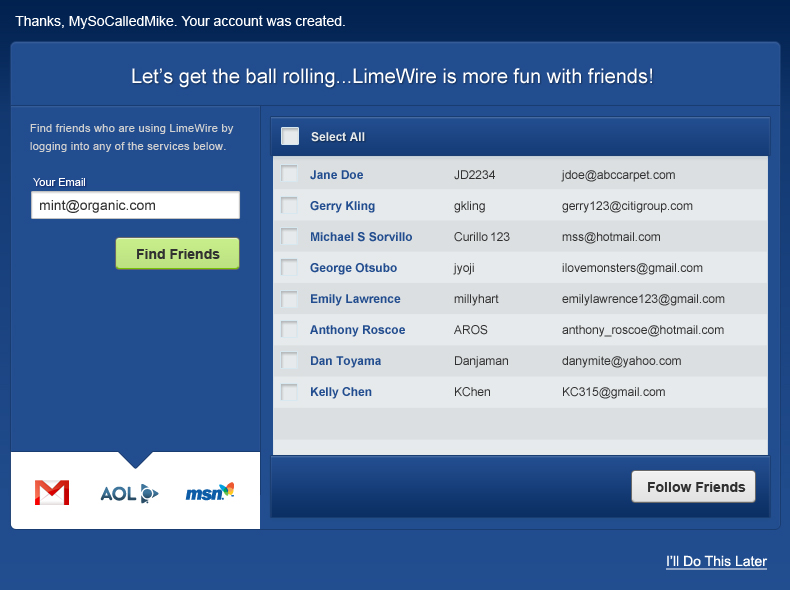 Thanks, MySoCalledMike. Your account was created.
Let's get the ball rolling...LimeWire is more fun with friends!
Find friends who are using LimeWire by
logging into any of the services below.
Your Email
mint@organic.com
Find Friends
AOL
msn
Select All
Jane Doe JD2234 jdoe@abccarpet.com
Gerry Kling gkling gerry123@citigroup.com
Michael S Sorvillo Curillo 123 mss@hotmail.com
George Otsubo jyoji ilovemonsters@gmail.com
Emily Lawrence millyhart emilylawrence123@gmail.com
Anthony Roscoe AROS anthony_roscoe@hotmail.com
Dan Toyama Danjaman danymite@yahoo.com
Kelly Chen KChen KC315@gmail.com
Follow Friends
I'll Do This Later